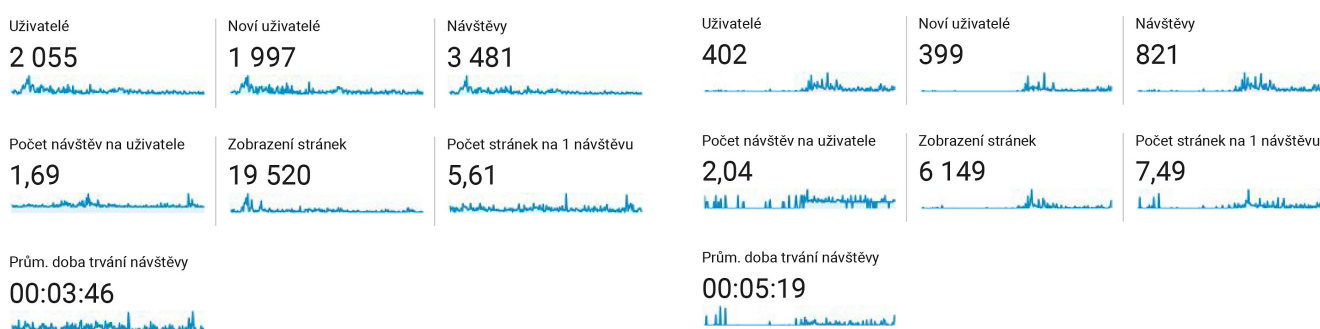 Uživatelé
2 055
Noví uživatelé
1 997
Návštěvy
3 481
Počet návštěv na uživatele
1,69
Zobrazení stránek
19 520
Počet stránek na 1 návštěvu
5,61
Prům. doba trvání návštěvy
00:03:46
Uživatelé
402
Noví uživatelé
399
Návštěvy
821
Počet návštěv na uživatele
2,04
Zobrazení stránek
6 149
Počet stránek na 1 návštěvu
7,49
Prům. doba trvání návštěvy
00:05:19